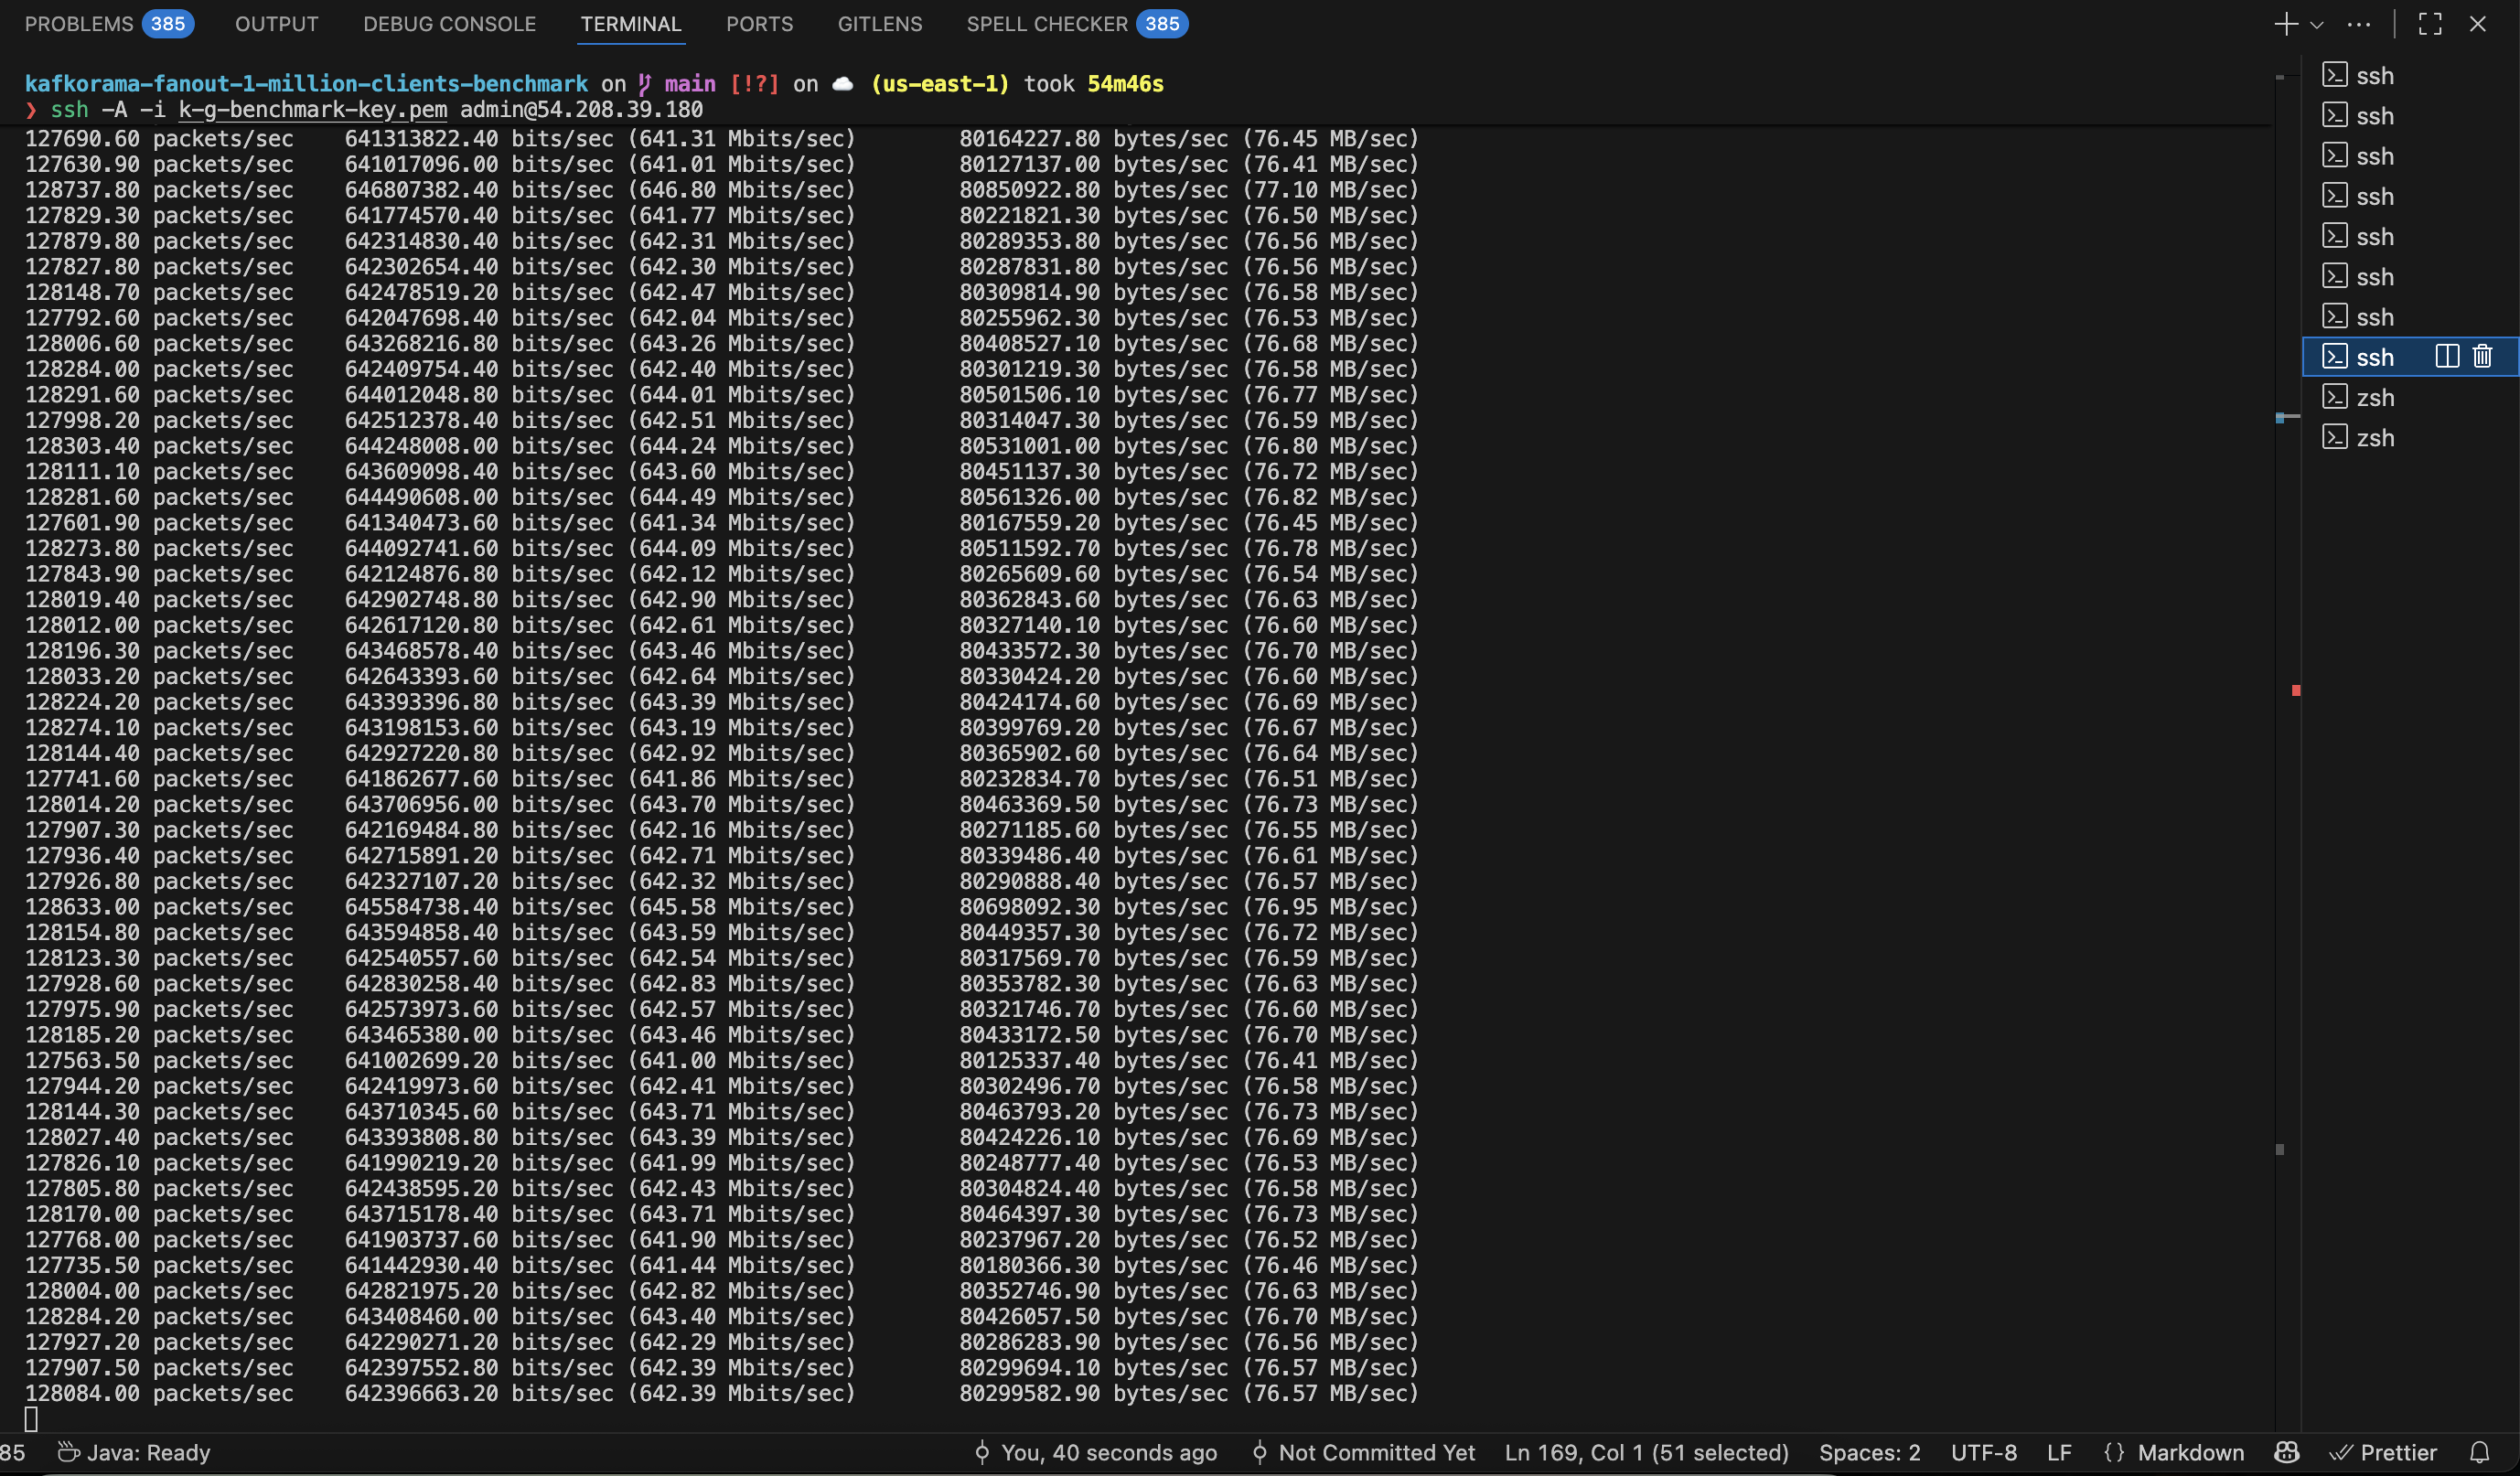 PROBLEMS 385 OUTPUT DEBUG CONSOLE TERMINAL PORTS GITLENS SPELL CHECKER 385
kafkorama-fanout-1-million-clients-benchmark on main [!?] on (us-east-1) took 54m46s
❯ ssh -A -i k-g-benchmark-key.pem admin@54.208.39.180
127690.60 packets/sec 641313822.40 bits/sec (641.31 Mbits/sec) 80164227.80 bytes/sec (76.45 MB/sec)
127630.90 packets/sec 641017096.00 bits/sec (641.01 Mbits/sec) 80127137.00 bytes/sec (76.41 MB/sec)
128737.80 packets/sec 646807382.40 bits/sec (646.80 Mbits/sec) 80850922.80 bytes/sec (77.10 MB/sec)
127829.30 packets/sec 641774570.40 bits/sec (641.77 Mbits/sec) 80221821.30 bytes/sec (76.50 MB/sec)
127879.80 packets/sec 642314830.40 bits/sec (642.31 Mbits/sec) 80289353.80 bytes/sec (76.56 MB/sec)
127827.80 packets/sec 642302654.40 bits/sec (642.30 Mbits/sec) 80287831.80 bytes/sec (76.56 MB/sec)
128148.70 packets/sec 642478519.20 bits/sec (642.47 Mbits/sec) 80309814.90 bytes/sec (76.58 MB/sec)
127792.60 packets/sec 642047698.40 bits/sec (642.04 Mbits/sec) 80255962.30 bytes/sec (76.53 MB/sec)
128006.60 packets/sec 643268216.80 bits/sec (643.26 Mbits/sec) 80408527.10 bytes/sec (76.68 MB/sec)
128284.00 packets/sec 642409754.40 bits/sec (642.40 Mbits/sec) 80301219.30 bytes/sec (76.58 MB/sec)
128291.60 packets/sec 644012048.80 bits/sec (644.01 Mbits/sec) 80501506.10 bytes/sec (76.77 MB/sec)
127998.20 packets/sec 642512378.40 bits/sec (642.51 Mbits/sec) 80314047.30 bytes/sec (76.59 MB/sec)
128303.40 packets/sec 644248008.00 bits/sec (644.24 Mbits/sec) 80531001.00 bytes/sec (76.80 MB/sec)
128111.10 packets/sec 643609098.40 bits/sec (643.60 Mbits/sec) 80451137.30 bytes/sec (76.72 MB/sec)
128281.60 packets/sec 644490608.00 bits/sec (644.49 Mbits/sec) 80561326.00 bytes/sec (76.82 MB/sec)
127601.90 packets/sec 641340473.60 bits/sec (641.34 Mbits/sec) 80167559.20 bytes/sec (76.45 MB/sec)
128273.80 packets/sec 644092741.60 bits/sec (644.09 Mbits/sec) 80511592.70 bytes/sec (76.78 MB/sec)
127843.90 packets/sec 642124876.80 bits/sec (642.12 Mbits/sec) 80265609.60 bytes/sec (76.54 MB/sec)
128019.40 packets/sec 642902748.80 bits/sec (642.90 Mbits/sec) 80362843.60 bytes/sec (76.63 MB/sec)
128012.00 packets/sec 642617120.80 bits/sec (642.61 Mbits/sec) 80327140.10 bytes/sec (76.60 MB/sec)
128196.30 packets/sec 643468578.40 bits/sec (643.46 Mbits/sec) 80433572.30 bytes/sec (76.70 MB/sec)
128033.20 packets/sec 642643393.60 bits/sec (642.64 Mbits/sec) 80330424.20 bytes/sec (76.60 MB/sec)
128224.20 packets/sec 643393396.80 bits/sec (643.39 Mbits/sec) 80424174.60 bytes/sec (76.69 MB/sec)
128274.10 packets/sec 643198153.60 bits/sec (643.19 Mbits/sec) 80399769.20 bytes/sec (76.67 MB/sec)
128144.40 packets/sec 642927220.80 bits/sec (642.92 Mbits/sec) 80365902.60 bytes/sec (76.64 MB/sec)
127741.60 packets/sec 641862677.60 bits/sec (641.86 Mbits/sec) 80232834.70 bytes/sec (76.51 MB/sec)
128014.20 packets/sec 643706956.00 bits/sec (643.70 Mbits/sec) 80463369.50 bytes/sec (76.73 MB/sec)
127907.30 packets/sec 642169484.80 bits/sec (642.16 Mbits/sec) 80271185.60 bytes/sec (76.55 MB/sec)
127936.40 packets/sec 642715891.20 bits/sec (642.71 Mbits/sec) 80339486.40 bytes/sec (76.61 MB/sec)
127926.80 packets/sec 642327107.20 bits/sec (642.32 Mbits/sec) 80290888.40 bytes/sec (76.57 MB/sec)
128633.00 packets/sec 645584738.40 bits/sec (645.58 Mbits/sec) 80698092.30 bytes/sec (76.95 MB/sec)
128154.80 packets/sec 643594858.40 bits/sec (643.59 Mbits/sec) 80449357.30 bytes/sec (76.72 MB/sec)
128123.30 packets/sec 642540557.60 bits/sec (642.54 Mbits/sec) 80317569.70 bytes/sec (76.59 MB/sec)
127928.60 packets/sec 642830258.40 bits/sec (642.83 Mbits/sec) 80353782.30 bytes/sec (76.63 MB/sec)
127975.90 packets/sec 642573973.60 bits/sec (642.57 Mbits/sec) 80321746.70 bytes/sec (76.60 MB/sec)
128185.20 packets/sec 643465380.00 bits/sec (643.46 Mbits/sec) 80433172.50 bytes/sec (76.70 MB/sec)
127563.50 packets/sec 641002699.20 bits/sec (641.00 Mbits/sec) 80125337.40 bytes/sec (76.41 MB/sec)
127944.20 packets/sec 642419973.60 bits/sec (642.41 Mbits/sec) 80302496.70 bytes/sec (76.58 MB/sec)
128144.30 packets/sec 643710345.60 bits/sec (643.71 Mbits/sec) 80463793.20 bytes/sec (76.73 MB/sec)
128027.40 packets/sec 643393808.80 bits/sec (643.39 Mbits/sec) 80424226.10 bytes/sec (76.69 MB/sec)
127826.10 packets/sec 641990219.20 bits/sec (641.99 Mbits/sec) 80248777.40 bytes/sec (76.53 MB/sec)
127805.80 packets/sec 642438595.20 bits/sec (642.43 Mbits/sec) 80304824.40 bytes/sec (76.58 MB/sec)
128170.00 packets/sec 643715178.40 bits/sec (643.71 Mbits/sec) 80464397.30 bytes/sec (76.73 MB/sec)
127768.00 packets/sec 641903737.60 bits/sec (641.90 Mbits/sec) 80237967.20 bytes/sec (76.52 MB/sec)
127735.50 packets/sec 641442930.40 bits/sec (641.44 Mbits/sec) 80180366.30 bytes/sec (76.46 MB/sec)
128004.00 packets/sec 642821975.20 bits/sec (642.82 Mbits/sec) 80352746.90 bytes/sec (76.63 MB/sec)
128284.20 packets/sec 643408460.00 bits/sec (643.40 Mbits/sec) 80426057.50 bytes/sec (76.70 MB/sec)
127927.20 packets/sec 642290271.20 bits/sec (642.29 Mbits/sec) 80286283.90 bytes/sec (76.56 MB/sec)
127907.50 packets/sec 642397552.80 bits/sec (642.39 Mbits/sec) 80299694.10 bytes/sec (76.57 MB/sec)
128084.00 packets/sec 642396663.20 bits/sec (642.39 Mbits/sec) 80299582.90 bytes/sec (76.57 MB/sec)
ssh
ssh
ssh
ssh
ssh
ssh
ssh
ssh
zsh
zsh
85 Java: Ready You, 40 seconds ago Not Committed Yet Ln 169, Col 1 (51 selected) Spaces: 2 UTF-8 LF {} Markdown Prettier